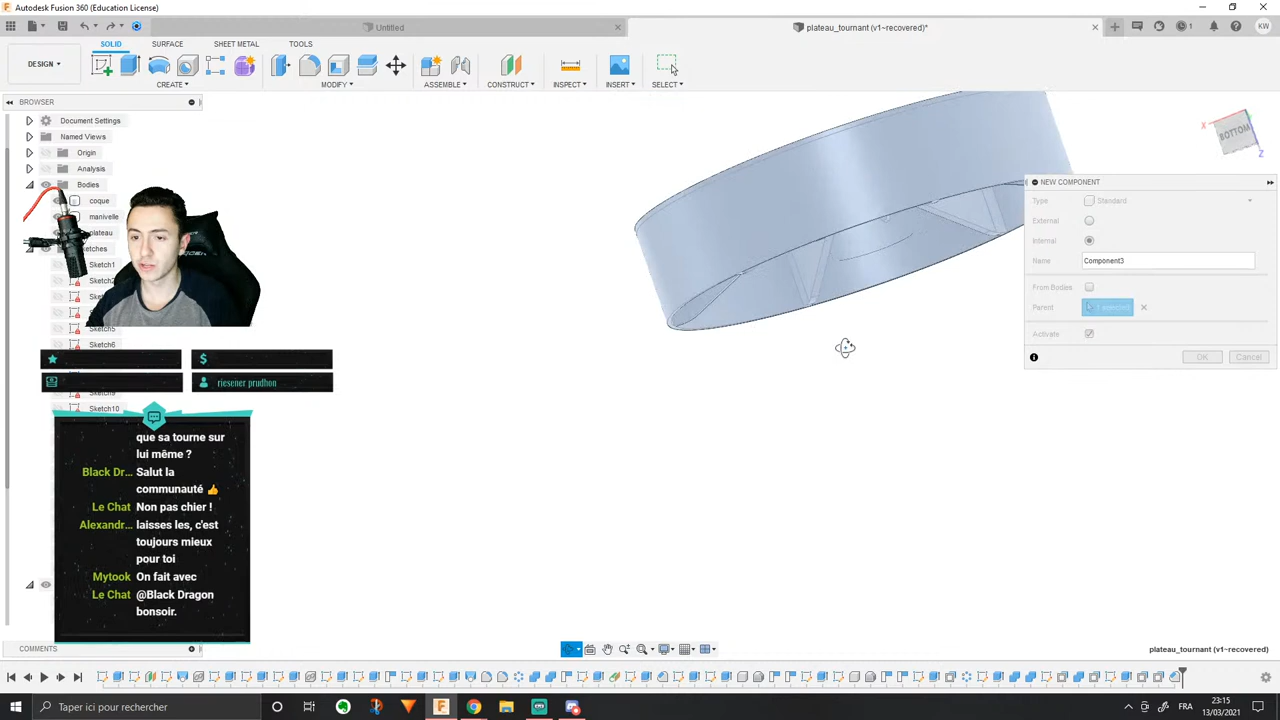 Autodesk Fusion 360 (Education License)
Untitled
plateau_tournant (v1~recovered)*
1
KW
DESIGN
SOLID
SURFACE
SHEET METAL
TOOLS
CREATE
MODIFY
ASSEMBLE
CONSTRUCT
INSPECT
INSERT
SELECT
BROWSER
Document Settings
Named Views
Origin
Analysis
Bodies
coque
manivelle
plateau
Sketch1
Sketch5
Sketch6
Sketch10
X
BOTTOM
Z
NEW COMPONENT
Type
Standard
External
Internal
Name
Component3
From Bodies
Parent
1 selected
Activate
OK
Cancel
$
riesener prudhon
que sa tourne sur
lui même ?
Black Dr... Salut la
communauté 👍
Le Chat Non pas chier !
Alexandr... laisses les, c'est
toujours mieux
pour toi
Mytook On fait avec
Le Chat @Black Dragon
bonsoir.
COMMENTS
plateau_tournant (v1~recovered)
Taper ici pour rechercher
FRA
23:15
13/03/2021